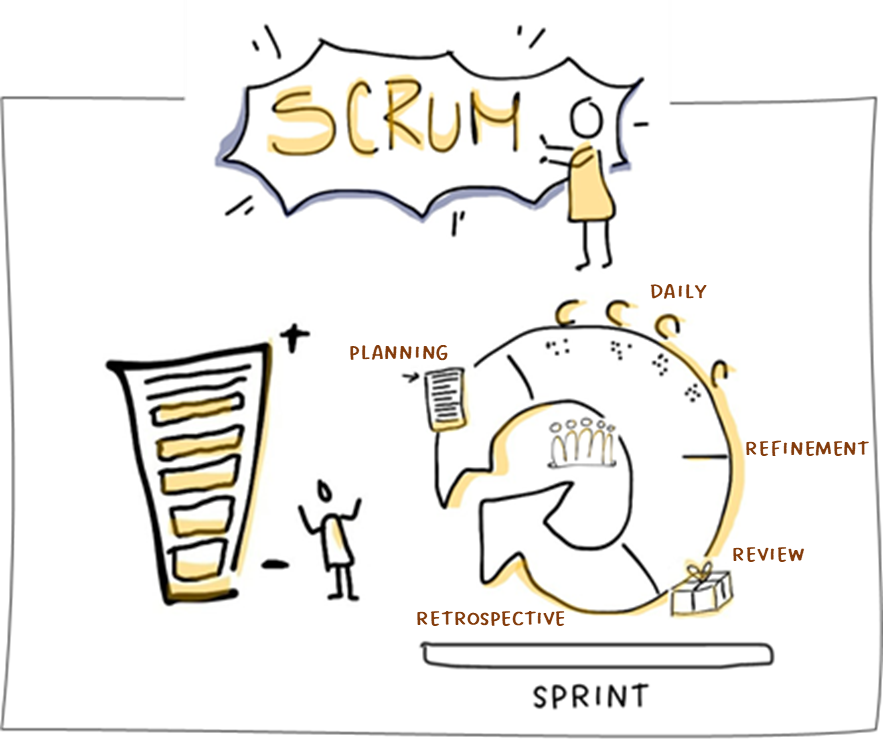 SCRUM
DAILY
PLANNING
REFINEMENT
REVIEW
RETROSPECTIVE
SPRINT